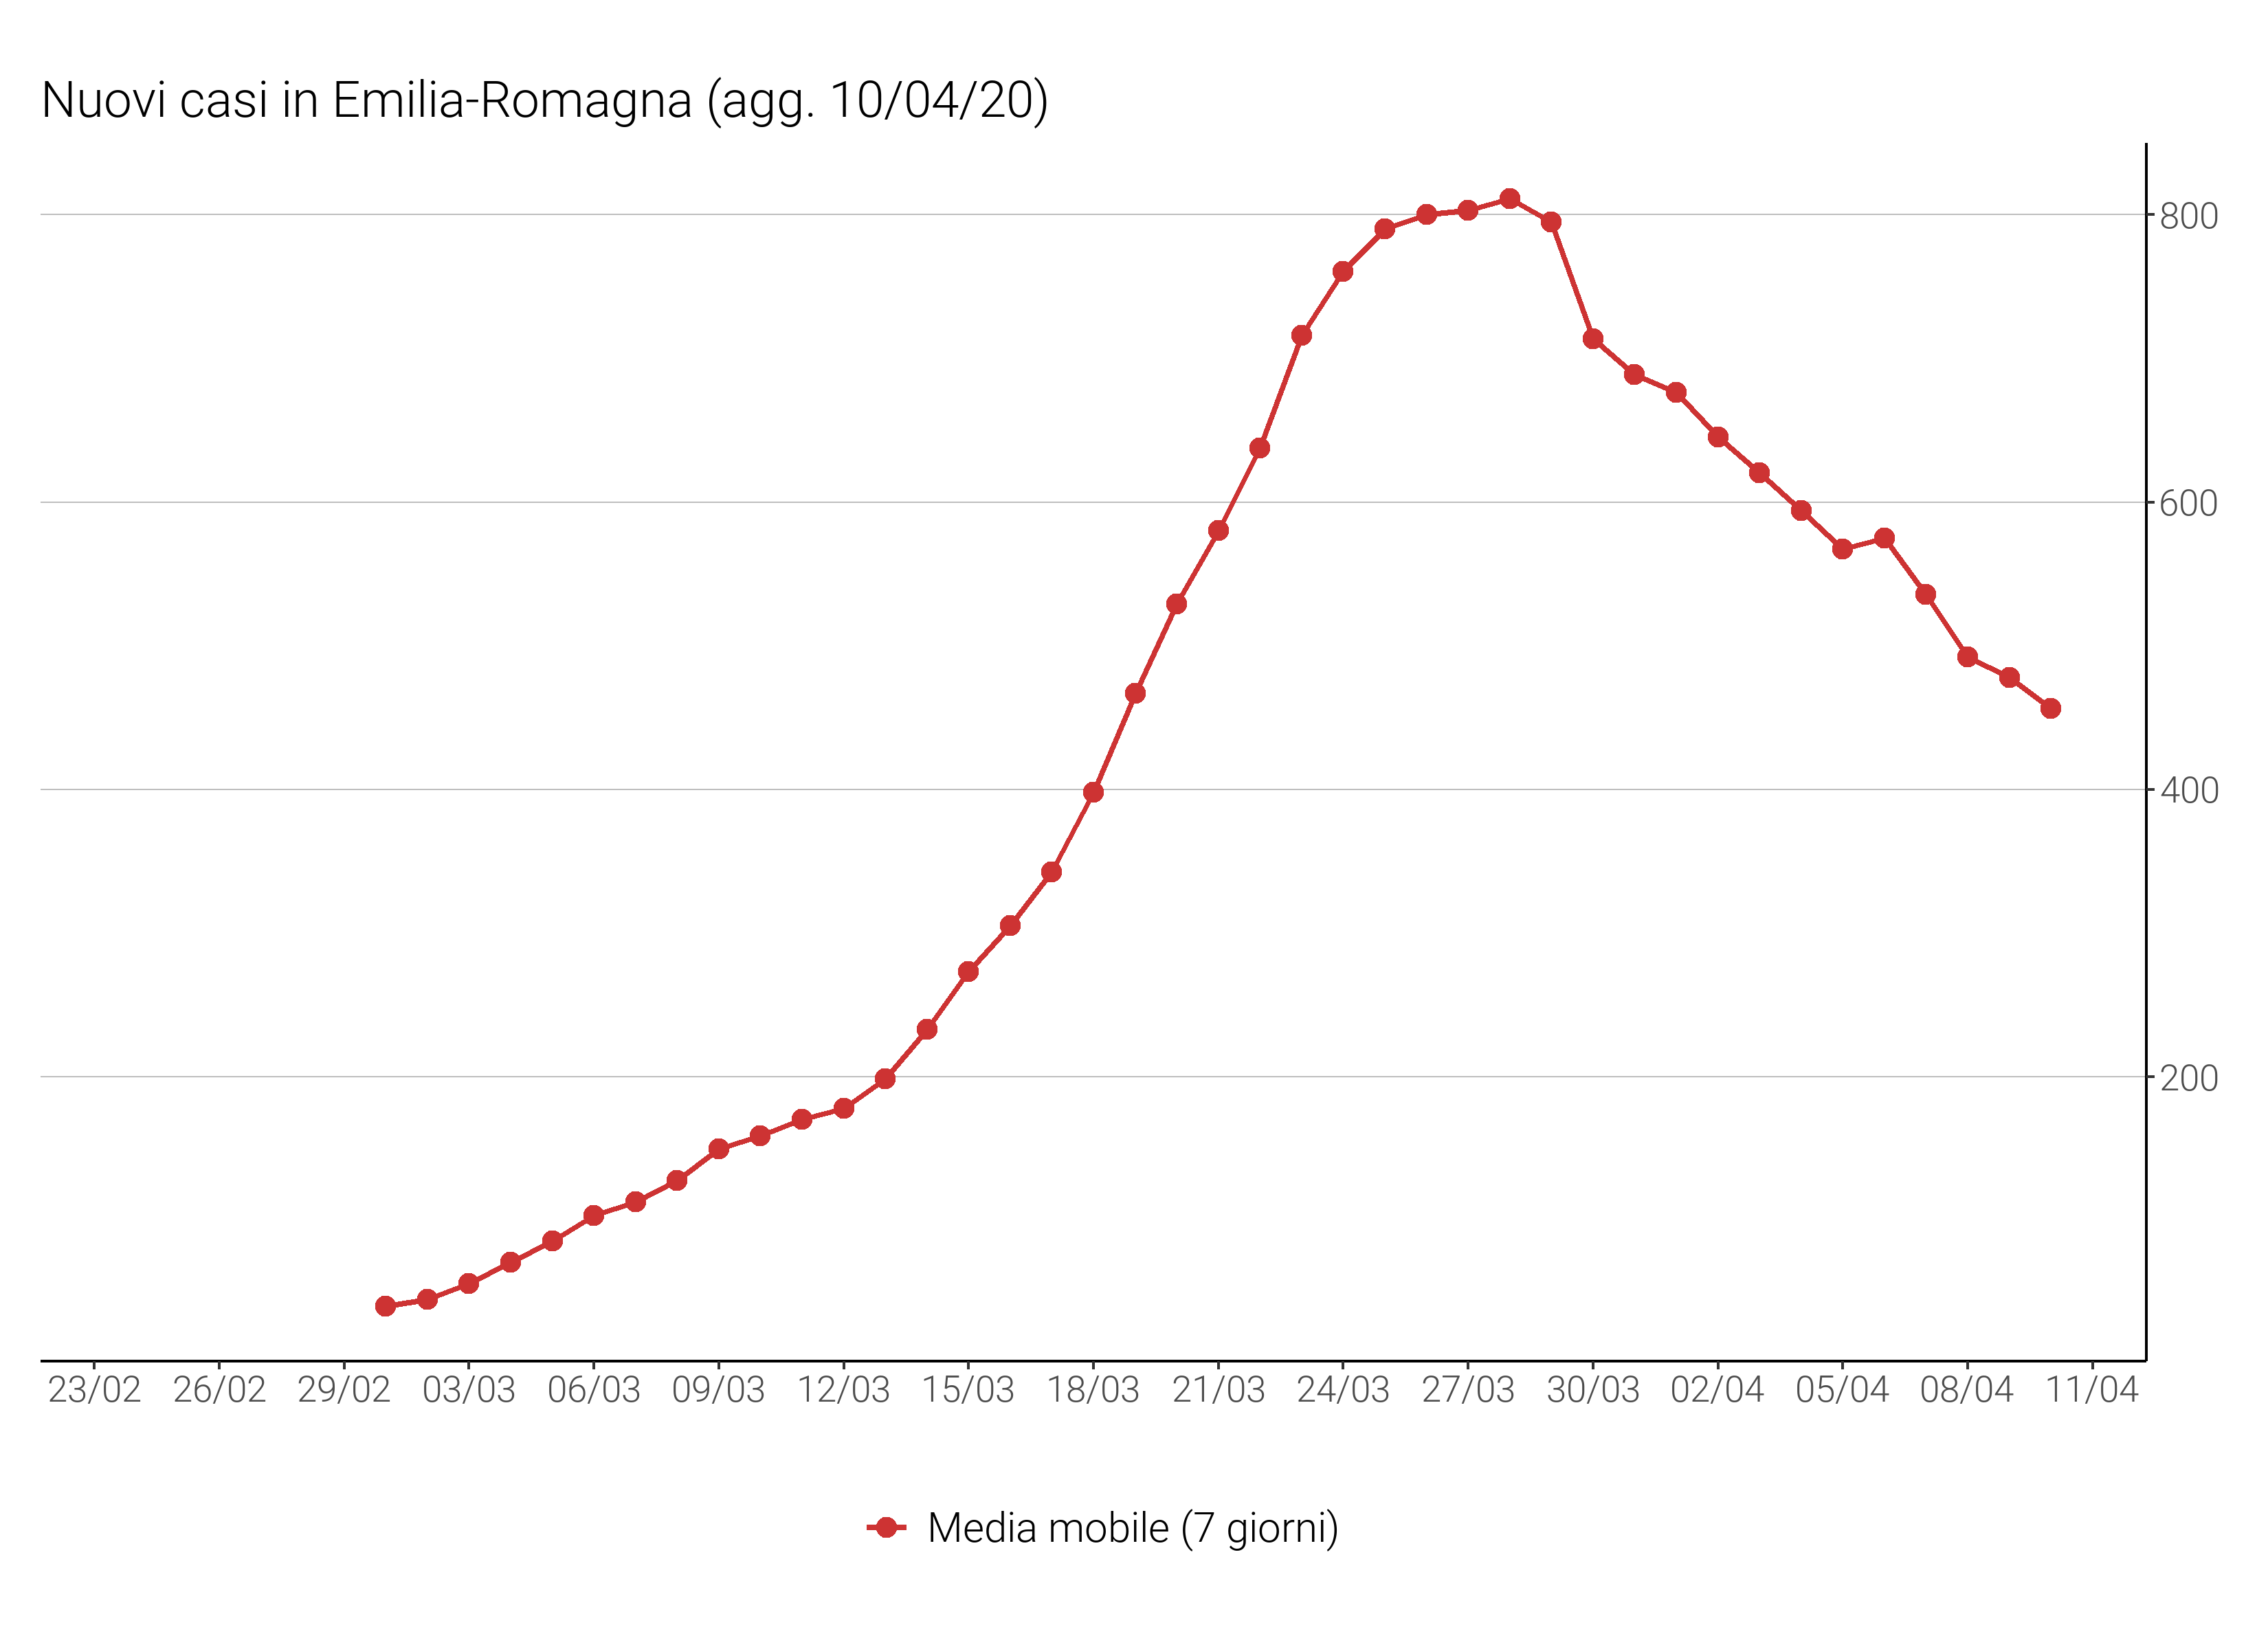 Nuovi casi in Emilia-Romagna (agg. 10/04/20)
800
600
400
200
23/02 26/02 29/02 03/03 06/03 09/03 12/03 15/03 18/03 21/03 24/03 27/03 30/03 02/04 05/04 08/04 11/04
Media mobile (7 giorni)